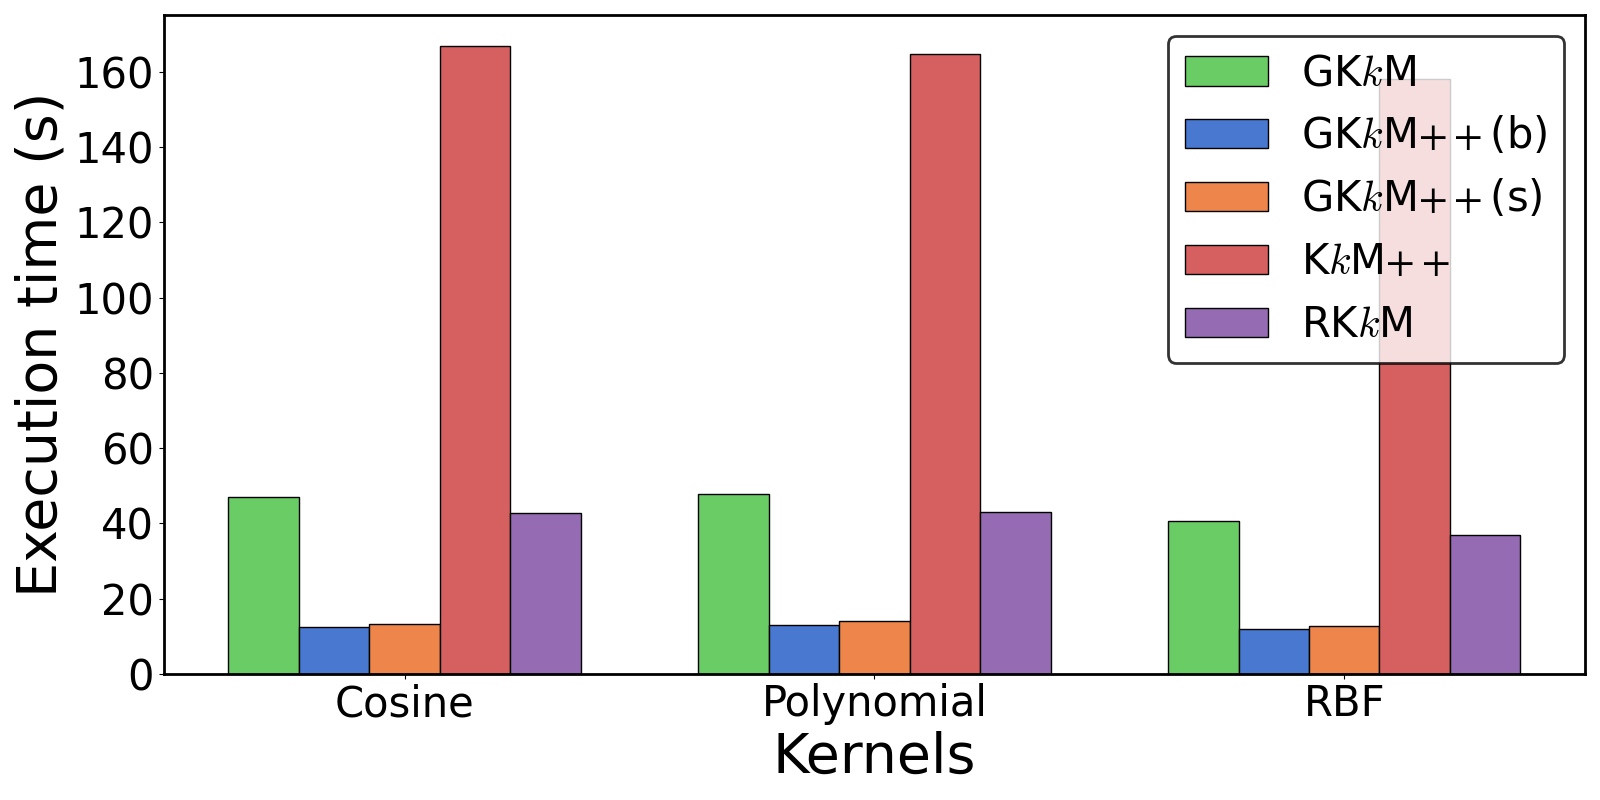 Execution time (s)
160
140
120
100
80
60
40
20
0
GKkM
GKkM++(b)
GKkM++(s)
KkM++
RKkM
Cosine
Polynomial
RBF
Kernels